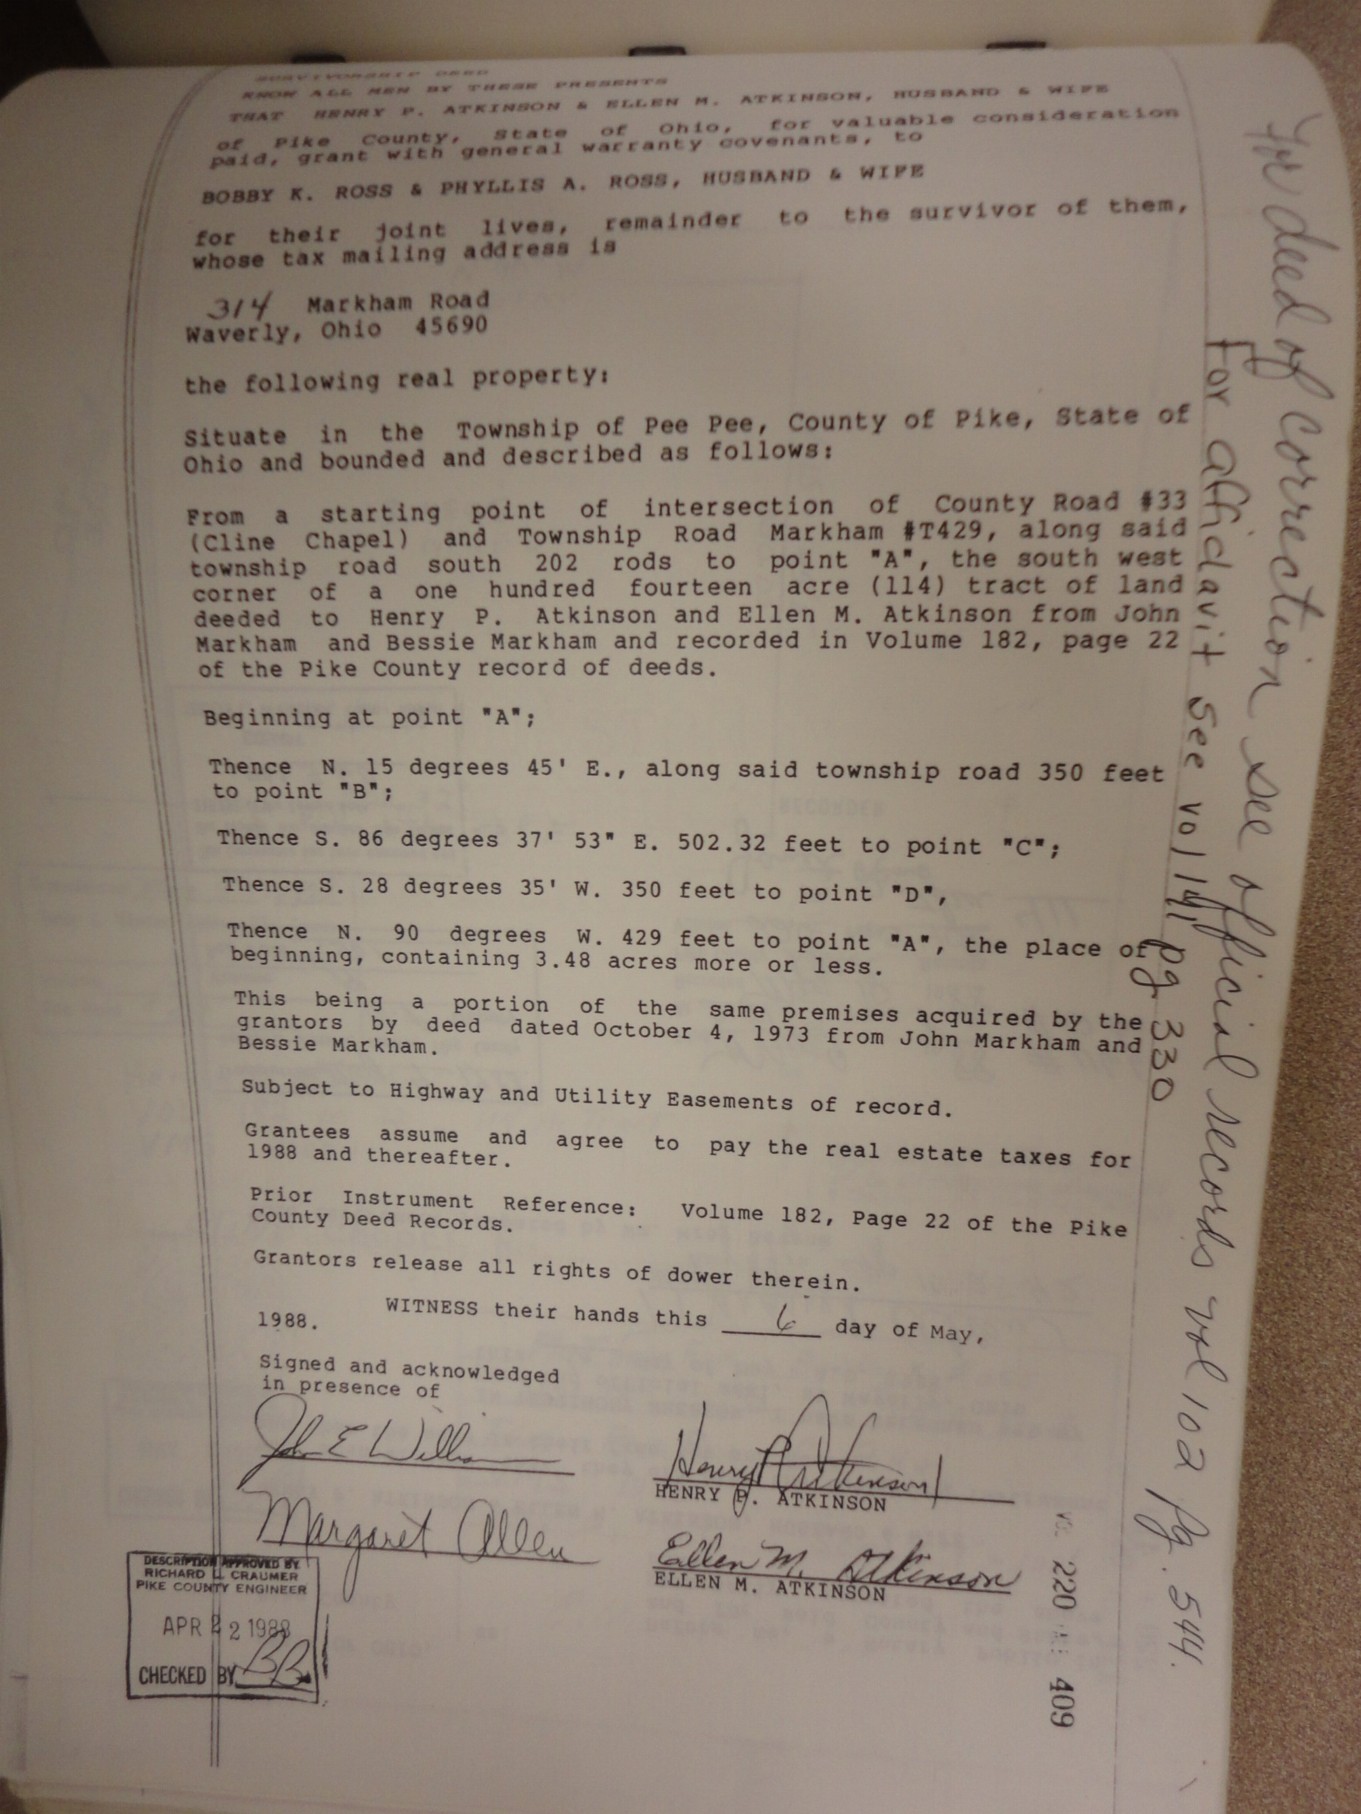 SURVIVORSHIP DEED
KNOW ALL MEN BY THESE PRESENTS
THAT HENRY P. ATKINSON & ELLEN M. ATKINSON, HUSBAND & WIFE
of Pike County, State of Ohio, for valuable consideration
paid, grant with general warranty covenants, to
BOBBY K. ROSS & PHYLLIS A. ROSS, HUSBAND & WIFE
for their joint lives, remainder to the survivor of them,
whose tax mailing address is
314 Markham Road
Waverly, Ohio 45690
the following real property:
Situate in the Township of Pee Pee, County of Pike, State of
Ohio and bounded and described as follows:
From a starting point of intersection of County Road #33
(Cline Chapel) and Township Road Markham #T429, along said
township road south 202 rods to point "A", the south west
corner of a one hundred fourteen acre (114) tract of land
deeded to Henry P. Atkinson and Ellen M. Atkinson from John
Markham and Bessie Markham and recorded in Volume 182, page 22
of the Pike County record of deeds.
Beginning at point "A";
Thence N. 15 degrees 45' E., along said township road 350 feet
to point "B";
Thence S. 86 degrees 37' 53" E. 502.32 feet to point "C";
Thence S. 28 degrees 35' W. 350 feet to point "D",
Thence N. 90 degrees W. 429 feet to point "A", the place of
beginning, containing 3.48 acres more or less.
This being a portion of the same premises acquired by the
grantors by deed dated October 4, 1973 from John Markham and
Bessie Markham.
Subject to Highway and Utility Easements of record.
Grantees assume and agree to pay the real estate taxes for
1988 and thereafter.
Prior Instrument Reference: Volume 182, Page 22 of the Pike
County Deed Records.
Grantors release all rights of dower therein.
WITNESS their hands this 6 day of May,
1988.
Signed and acknowledged
in presence of
John E Willi
Henry P. Atkinson
HENRY P. ATKINSON
Margaret Allen
Ellen M. Atkinson
ELLEN M. ATKINSON
DESCRIPTION APPROVED BY
RICHARD L. CRAUMER
PIKE COUNTY ENGINEER
APR 22 1988
CHECKED BY BB
VOL 220 PAGE 409
For affidavit see vol 141 pg 330
For deed of correction see official records vol 102 pg. 544.